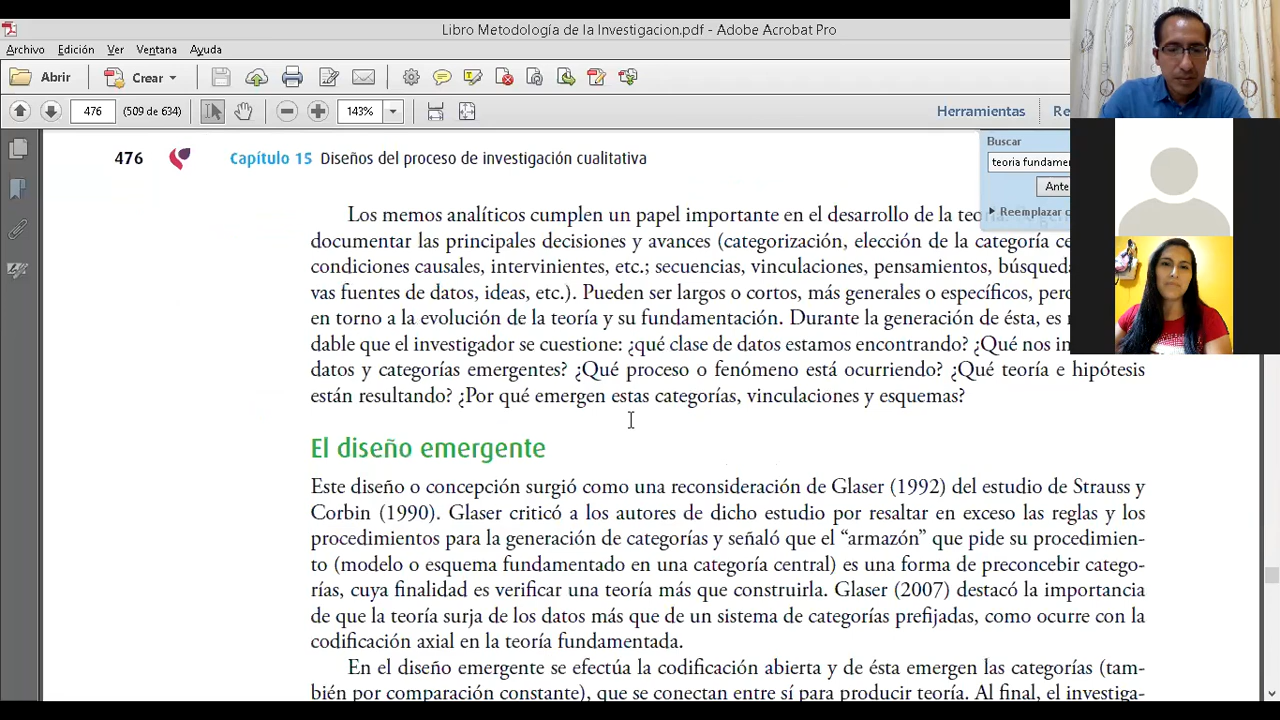 Libro Metodología de la Investigacion.pdf - Adobe Acrobat Pro
Archivo Edición Ver Ventana Ayuda
Abrir Crear
476 (509 de 634) 143% Herramientas
Buscar
teoria fundamen
Ante
Reemplazar c
476 Capítulo 15 Diseños del proceso de investigación cualitativa
Los memos analíticos cumplen un papel importante en el desarrollo de la
documentar las principales decisiones y avances (categorización, elección de la categoría
condiciones causales, intervinientes, etc.; secuencias, vinculaciones, pensamientos, búsqueda
vas fuentes de datos, ideas, etc.). Pueden ser largos o cortos, más generales o específicos,
en torno a la evolución de la teoría y su fundamentación. Durante la generación de ésta, es
dable que el investigador se cuestione: ¿qué clase de datos estamos encontrando? ¿Qué nos
datos y categorías emergentes? ¿Qué proceso o fenómeno está ocurriendo? ¿Qué teoría e hipótesis
están resultando? ¿Por qué emergen estas categorías, vinculaciones y esquemas?
El diseño emergente
Este diseño o concepción surgió como una reconsideración de Glaser (1992) del estudio de Strauss y
Corbin (1990). Glaser criticó a los autores de dicho estudio por resaltar en exceso las reglas y los
procedimientos para la generación de categorías y señaló que el “armazón” que pide su procedimien-
to (modelo o esquema fundamentado en una categoría central) es una forma de preconcebir catego-
rías, cuya finalidad es verificar una teoría más que construirla. Glaser (2007) destacó la importancia
de que la teoría surja de los datos más que de un sistema de categorías prefijadas, como ocurre con la
codificación axial en la teoría fundamentada.
En el diseño emergente se efectúa la codificación abierta y de ésta emergen las categorías (tam-
bién por comparación constante), que se conectan entre sí para producir teoría. Al final, el investiga-